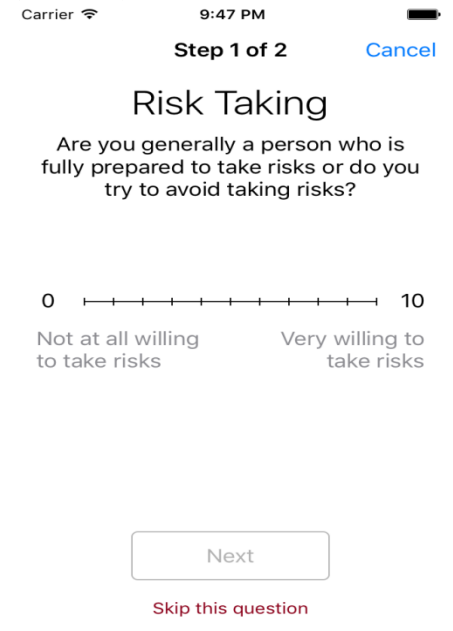 Carrier 9:47 PM
Step 1 of 2 Cancel
Risk Taking
Are you generally a person who is
fully prepared to take risks or do you
try to avoid taking risks?
0 10
Not at all willing
to take risks
Very willing to
take risks
Next
Skip this question